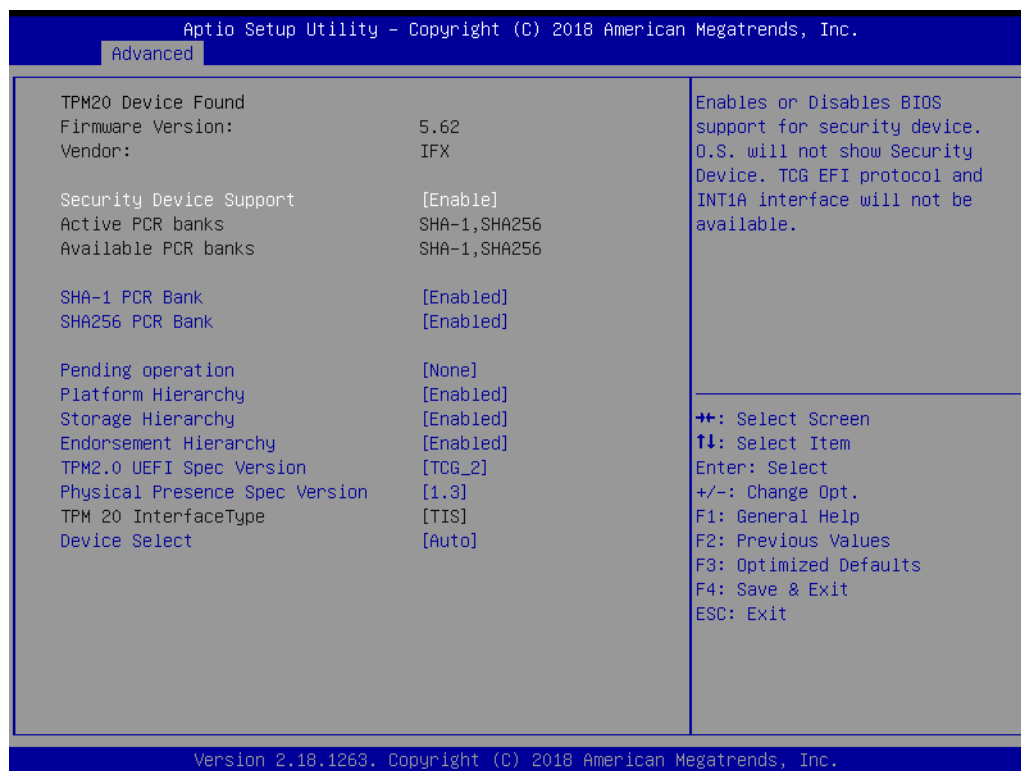 Aptio Setup Utility – Copyright (C) 2018 American Megatrends, Inc.
Advanced
TPM20 Device Found
Firmware Version: 5.62
Vendor: IFX
Security Device Support [Enable]
Active PCR banks SHA-1,SHA256
Available PCR banks SHA-1,SHA256
SHA-1 PCR Bank [Enabled]
SHA256 PCR Bank [Enabled]
Pending operation [None]
Platform Hierarchy [Enabled]
Storage Hierarchy [Enabled]
Endorsement Hierarchy [Enabled]
TPM2.0 UEFI Spec Version [TCG_2]
Physical Presence Spec Version [1.3]
TPM 20 InterfaceType [TIS]
Device Select [Auto]
Enables or Disables BIOS
support for security device.
O.S. will not show Security
Device. TCG EFI protocol and
INT1A interface will not be
available.
→←: Select Screen
↑↓: Select Item
Enter: Select
+/-: Change Opt.
F1: General Help
F2: Previous Values
F3: Optimized Defaults
F4: Save & Exit
ESC: Exit
Version 2.18.1263. Copyright (C) 2018 American Megatrends, Inc.